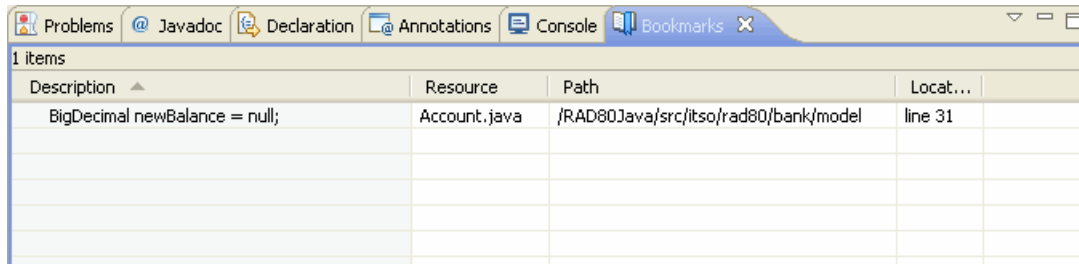 Problems @ Javadoc Declaration Annotations Console Bookmarks
1 items
Description Resource Path Locat...
BigDecimal newBalance = null; Account.java /RAD80Java/src/itso/rad80/bank/model line 31